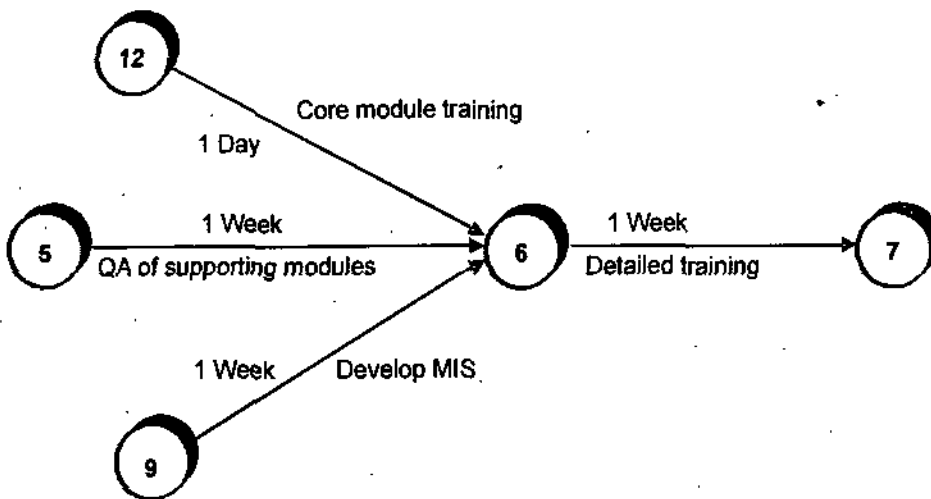 12
Core module training
1 Day
5
1 Week
QA of supporting modules
6
1 Week
Detailed training
7
1 Week
Develop MIS
9